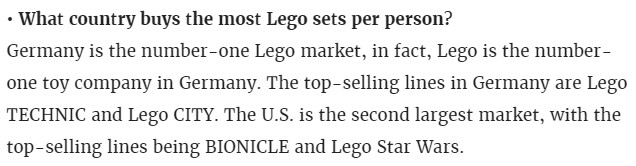 • What country buys the most Lego sets per person?
Germany is the number-one Lego market, in fact, Lego is the number-
one toy company in Germany. The top-selling lines in Germany are Lego
TECHNIC and Lego CITY. The U.S. is the second largest market, with the
top-selling lines being BIONICLE and Lego Star Wars.